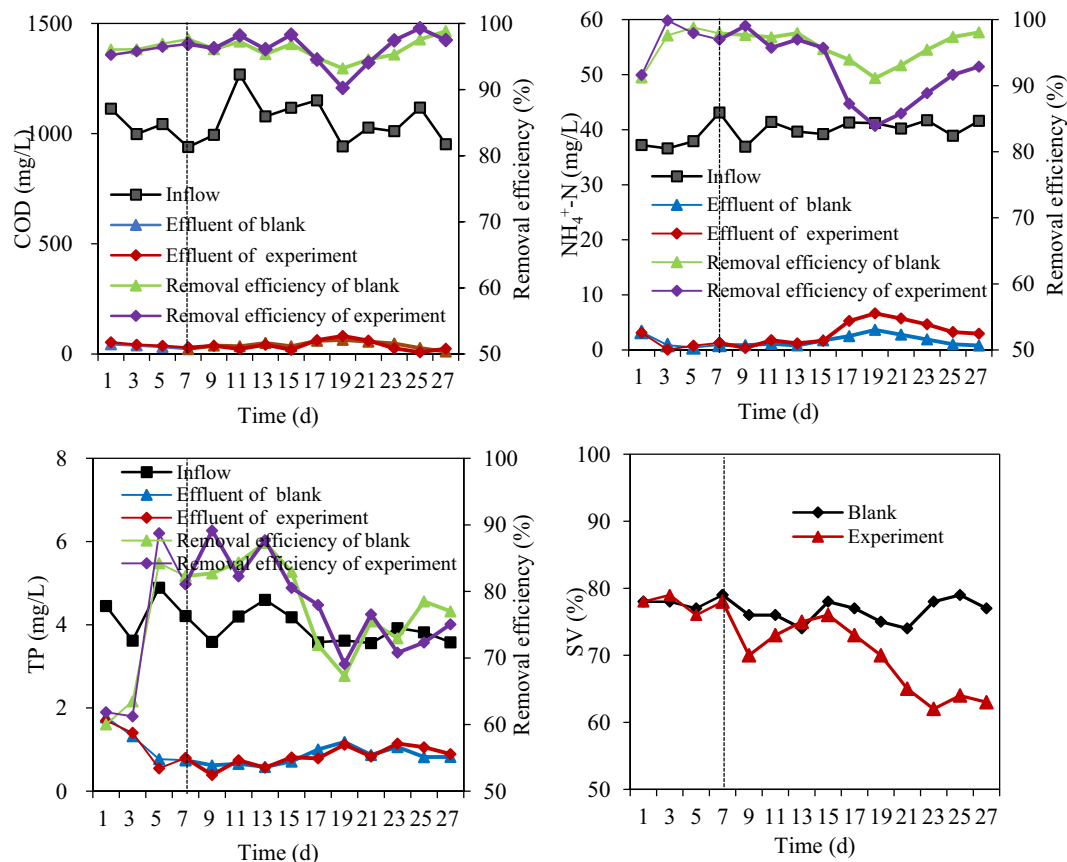 COD (mg/L)
1500
1000
500
0
100
90
80
70
60
50
Removal efficiency (%)
Inflow
Effluent of blank
Effluent of experiment
Removal efficiency of blank
Removal efficiency of experiment
1 3 5 7 9 11 13 15 17 19 21 23 25 27
Time (d)
NH₄⁺-N (mg/L)
60
50
40
30
20
10
0
100
90
80
70
60
50
Removal efficiency (%)
Inflow
Effluent of blank
Effluent of experiment
Removal efficiency of blank
Removal efficiency of experiment
1 3 5 7 9 11 13 15 17 19 21 23 25 27
Time (d)
TP (mg/L)
8
6
4
2
0
100
90
80
70
60
50
Removal efficiency (%)
Inflow
Effluent of blank
Effluent of experiment
Removal efficiency of blank
Removal efficiency of experiment
1 3 5 7 9 11 13 15 17 19 21 23 25 27
Time (d)
SV (%)
100
90
80
70
60
50
Blank
Experiment
1 3 5 7 9 11 13 15 17 19 21 23 25 27
Time (d)